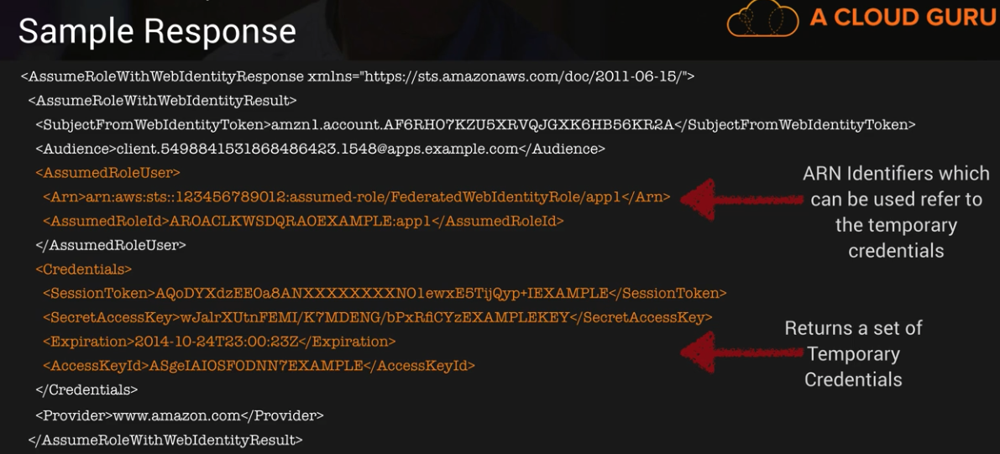 Sample Response
A CLOUD GURU
<AssumeRoleWithWebIdentityResponse xmlns="https://sts.amazonaws.com/doc/2011-06-15/">
<AssumeRoleWithWebIdentityResult>
<SubjectFromWebIdentityToken>amzn1.account.AF6RHO7KZU5XRVQJGXK6HB56KR2A</SubjectFromWebIdentityToken>
<Audience>client.5498841531868486423.1548@apps.example.com</Audience>
<AssumedRoleUser>
<Arn>arn:aws:sts::123456789012:assumed-role/FederatedWebIdentityRole/app1</Arn>
<AssumedRoleId>AROACLKWSDQRAOEXAMPLE:app1</AssumedRoleId>
</AssumedRoleUser>
<Credentials>
<SessionToken>AQoDYXdzEE0a8ANXXXXXXXXNO1ewxE5TijQyp+IEXAMPLE</SessionToken>
<SecretAccessKey>wJalrXUtnFEMI/K7MDENG/bPxRfiCYzEXAMPLEKEY</SecretAccessKey>
<Expiration>2014-10-24T23:00:23Z</Expiration>
<AccessKeyId>ASgeIAIOSFODNN7EXAMPLE</AccessKeyId>
</Credentials>
<Provider>www.amazon.com</Provider>
</AssumeRoleWithWebIdentityResult>
ARN Identifiers which
can be used refer to
the temporary
credentials
Returns a set of
Temporary
Credentials